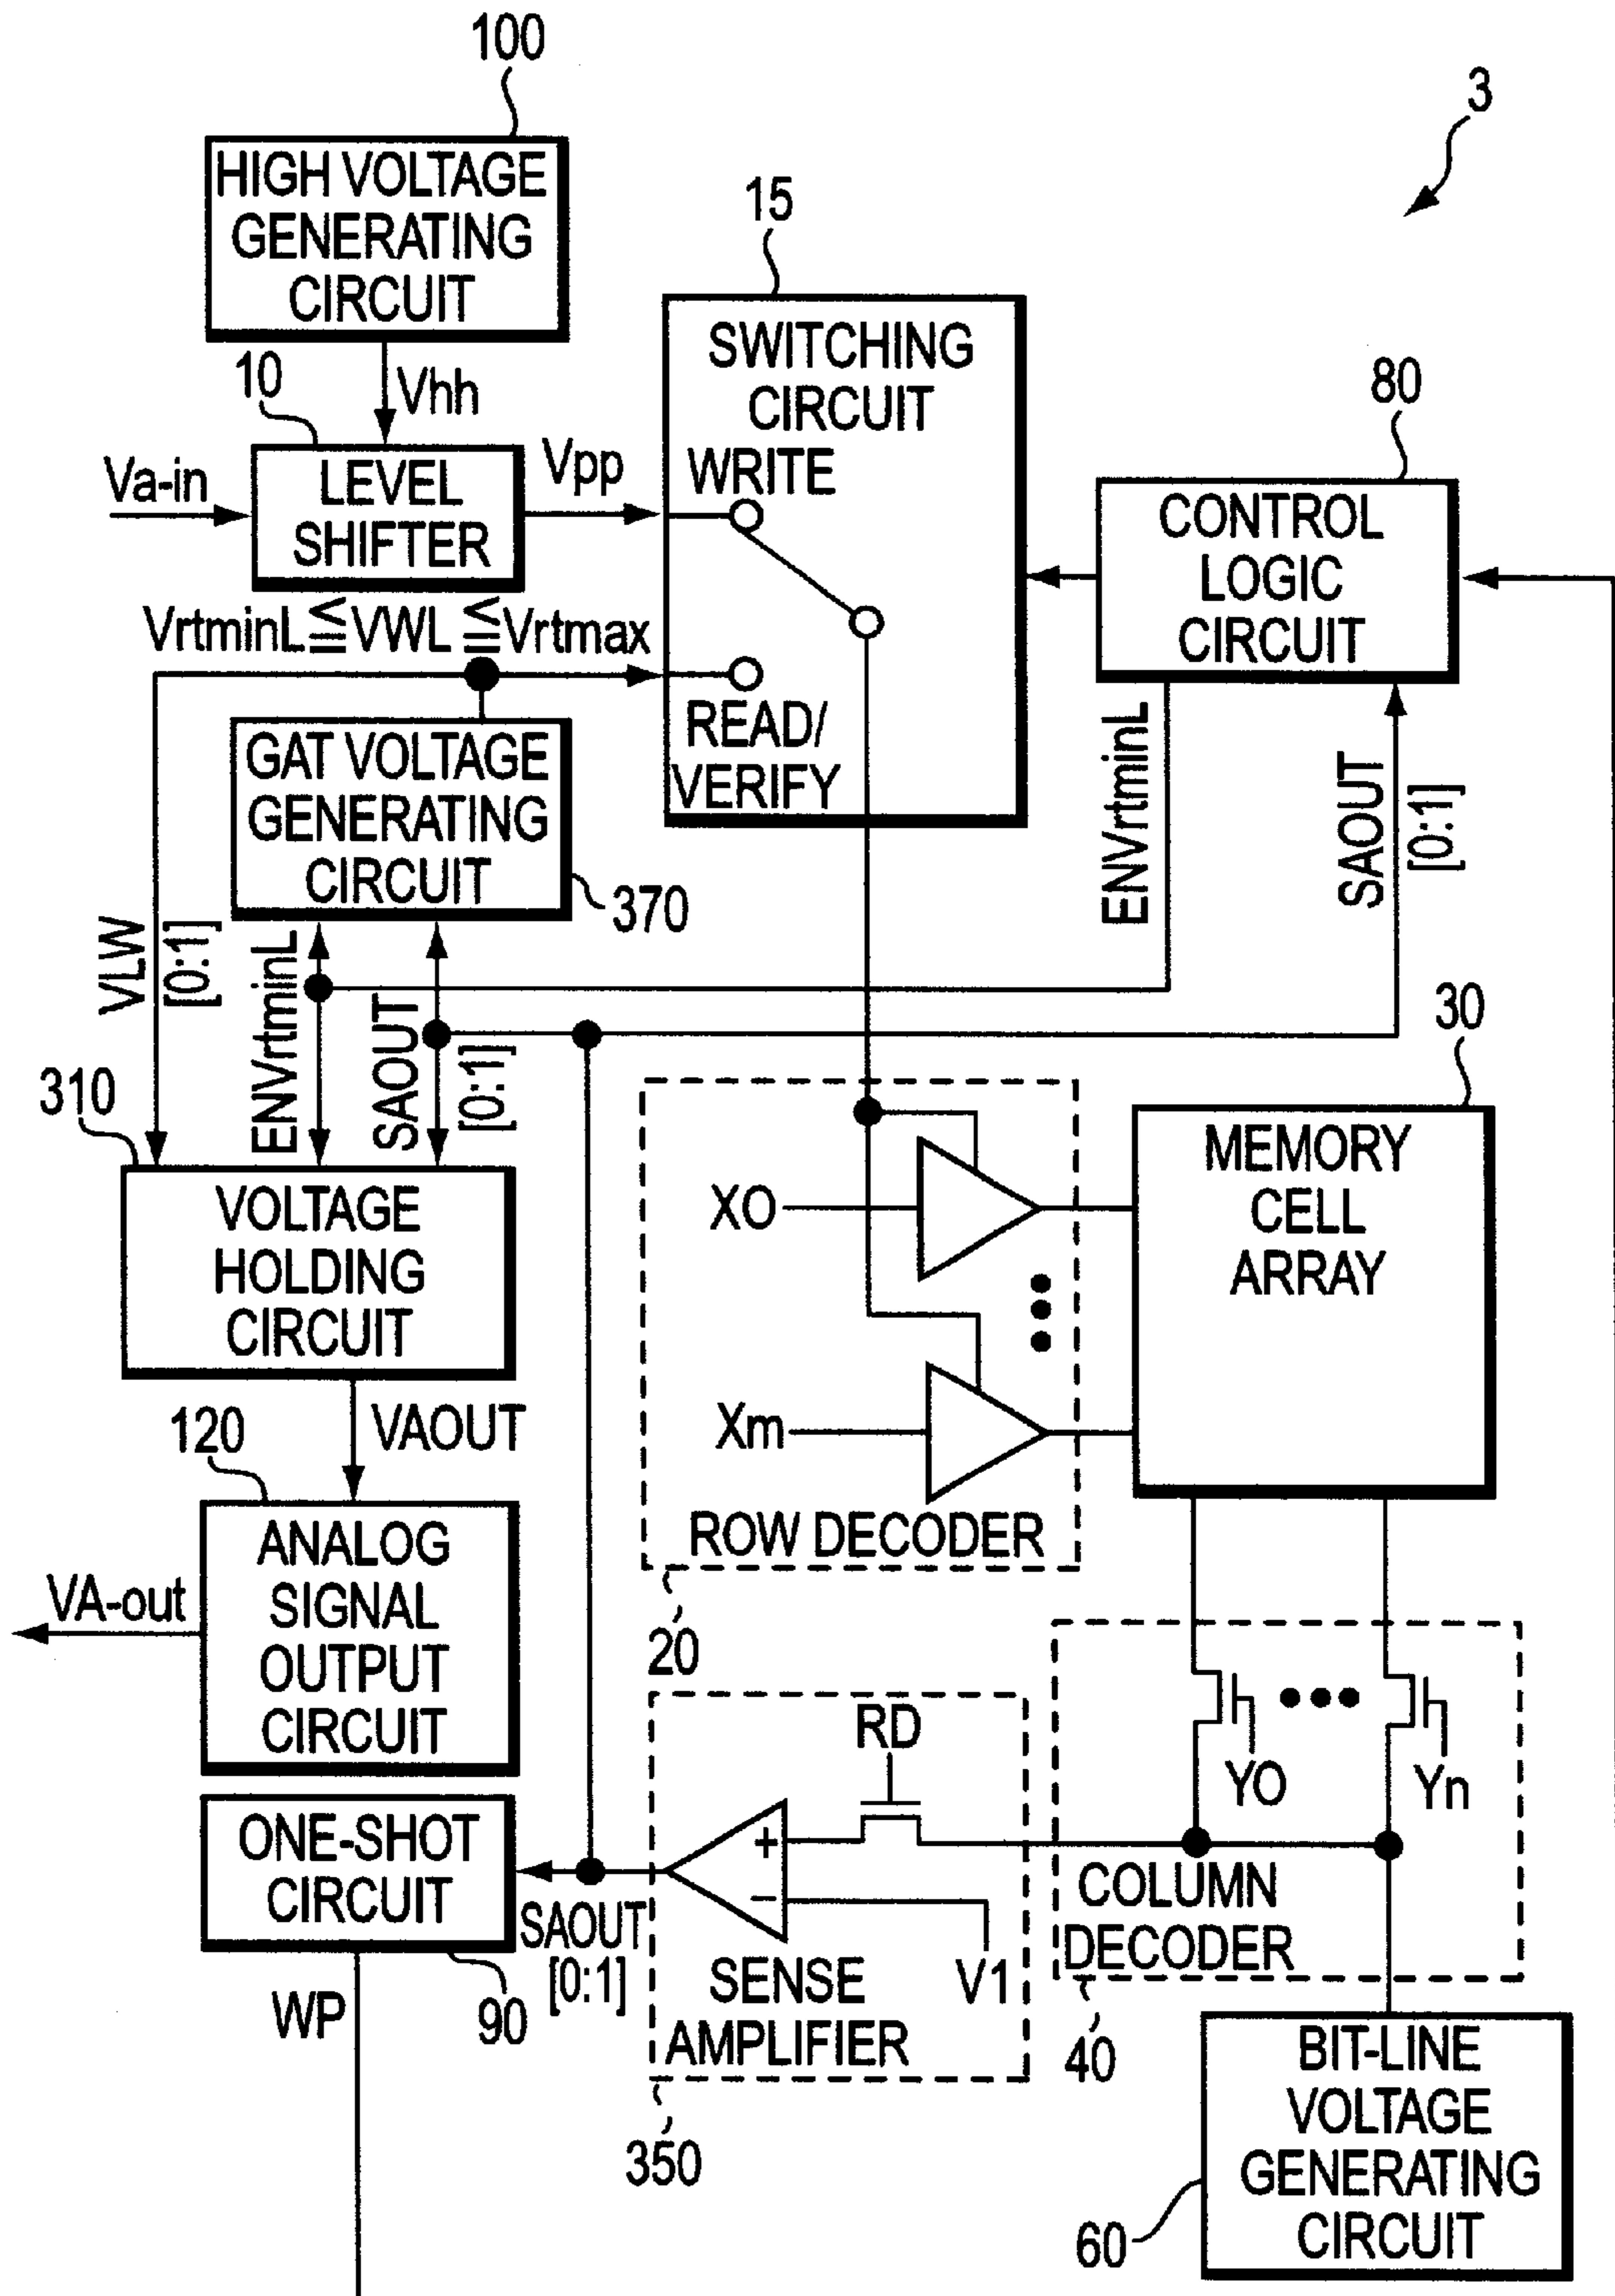 100
3
HIGH VOLTAGE
GENERATING
CIRCUIT
15
SWITCHING
CIRCUIT
WRITE
READ/
VERIFY
10
Vhh
80
Va-in
LEVEL
SHIFTER
Vpp
CONTROL
LOGIC
CIRCUIT
VrtminL≦VWL≦Vrtmax
GAT VOLTAGE
GENERATING
CIRCUIT
370
ENVrtminL
SAOUT
[0:1]
VLW
[0:1]
ENVrtminL
SAOUT
[0:1]
30
310
VOLTAGE
HOLDING
CIRCUIT
XO
MEMORY
CELL
ARRAY
VAOUT
Xm
120
ROW DECODER
ANALOG
SIGNAL
OUTPUT
CIRCUIT
VA-out
20
RD
YO
Yn
ONE-SHOT
CIRCUIT
+
−
COLUMN
DECODER
SAOUT
[0:1]
V1
SENSE
AMPLIFIER
WP
90
40
BIT-LINE
VOLTAGE
GENERATING
CIRCUIT
350
60